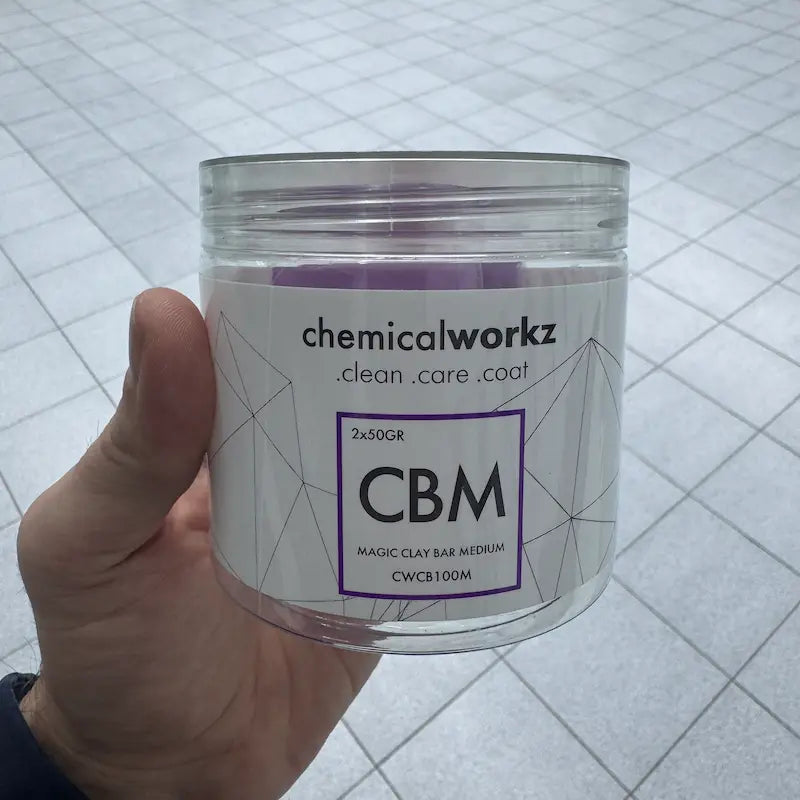 chemicalworkz
.clean .care .coat
2x50GR
CBM
MAGIC CLAY BAR MEDIUM
CWCB100M